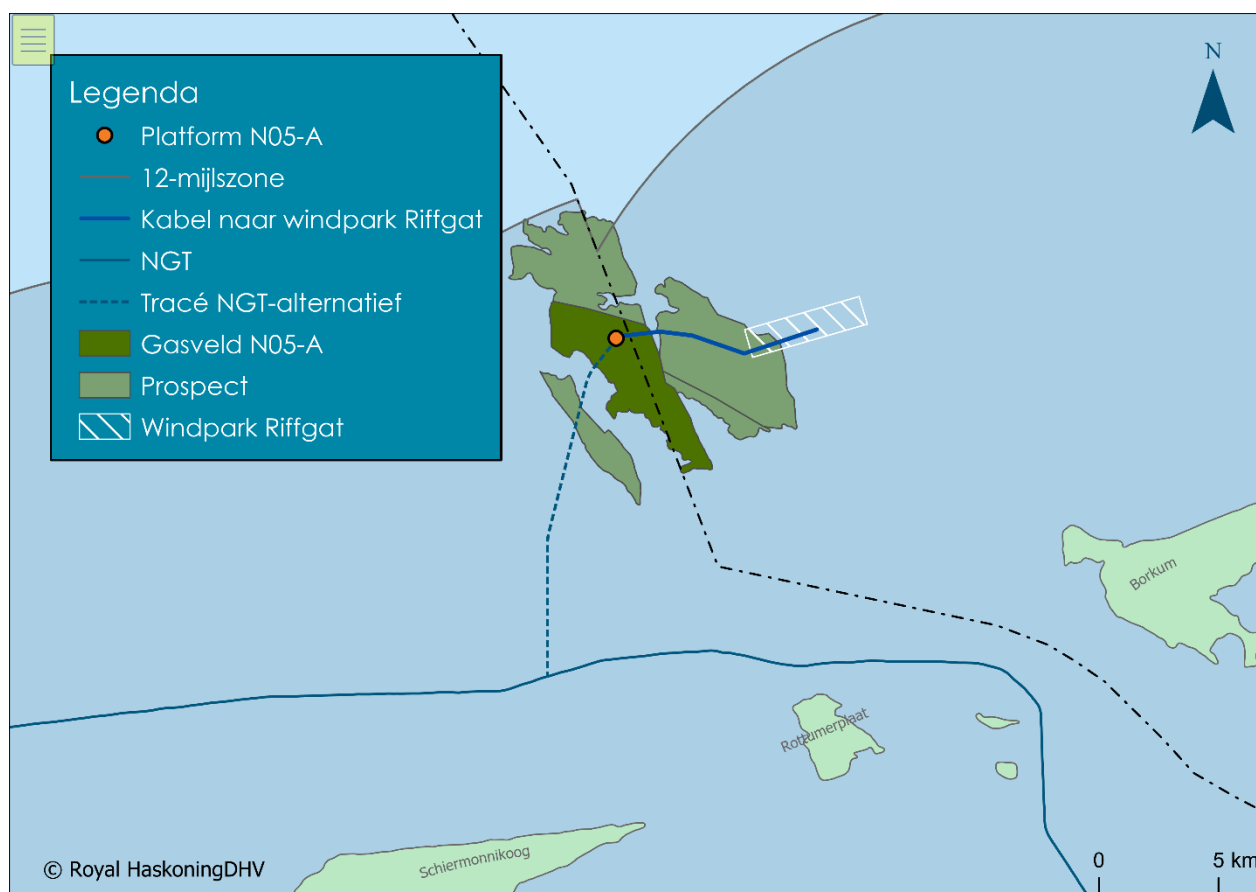 N
Legenda
Platform N05-A
12-mijlszone
Kabel naar windpark Riffgat
NGT
Tracé NGT-alternatief
Gasveld N05-A
Prospect
Windpark Riffgat
Borkum
Rottumerplaat
Schiermonnikoog
© Royal HaskoningDHV
0 5 km